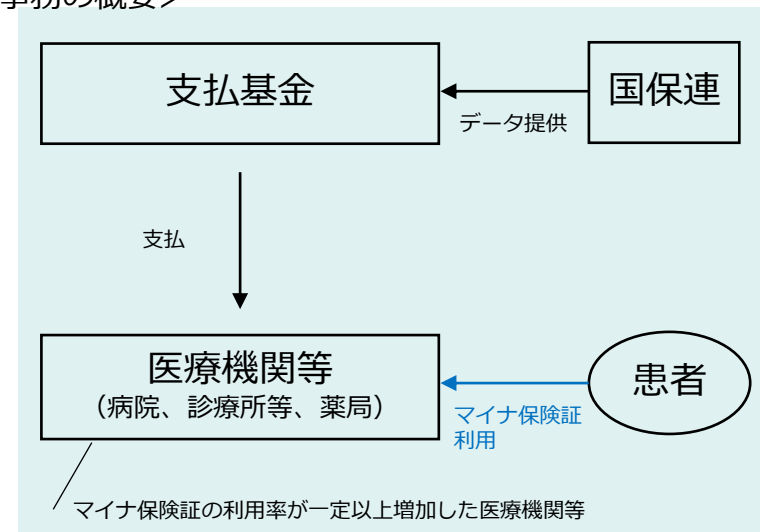 事務の概要＞
支払基金
国保連
データ提供
支払
医療機関等
（病院、診療所等、薬局）
患者
マイナ保険証
利用
マイナ保険証の利用率が一定以上増加した医療機関等